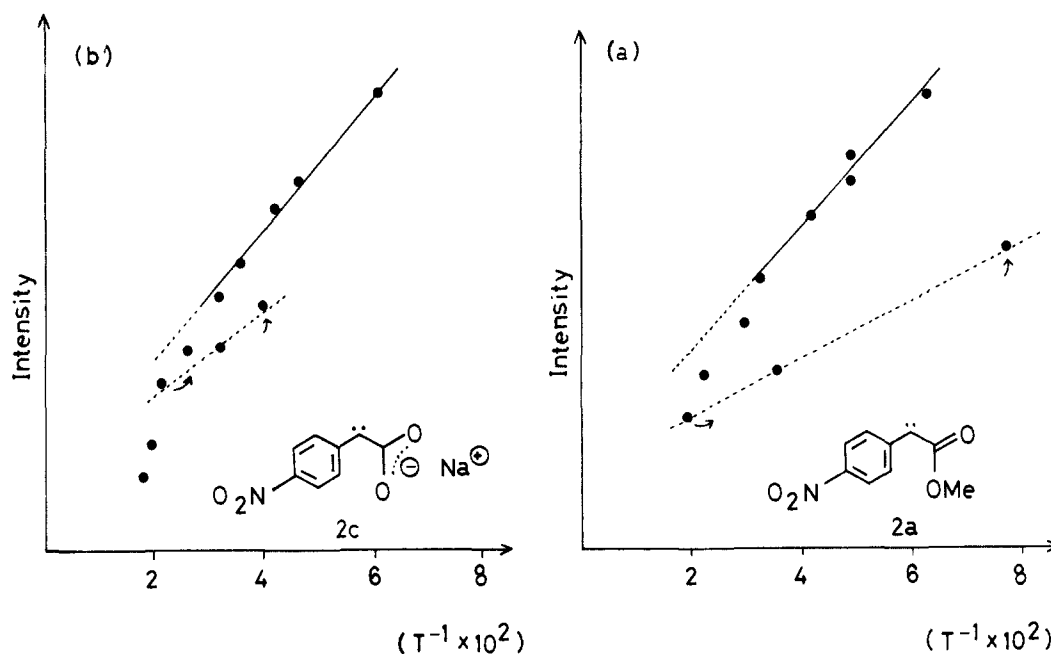 (b)
Intensity
O
O
⊖
Na⊕
O2N
2c
2 4 6 8
(T⁻¹ × 10²)
(a)
Intensity
O
OMe
O2N
2a
2 4 6 8
(T⁻¹ × 10²)